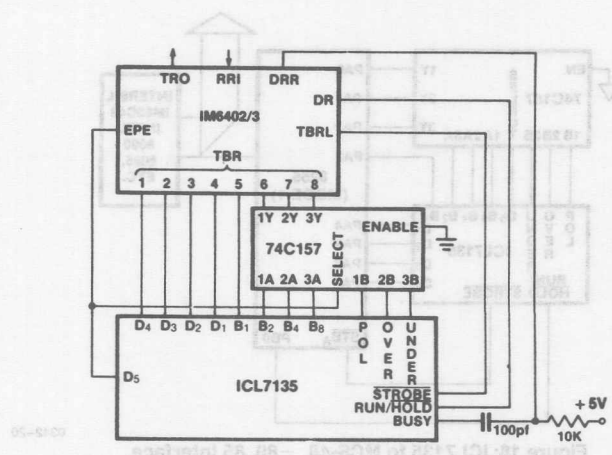 TRO RRI DRR
IM6402/3
DR
TBRL
EPE
TBR
1 2 3 4 5 6 7 8
1Y 2Y 3Y
ENABLE
74C157
SELECT
1A 2A 3A 1B 2B 3B
D4 D3 D2 D1 B1 B2 B4 B8 POL OVER UNDER
D5
ICL7135
STROBE
RUN/HOLD
BUSY
100pf
+5V
10K